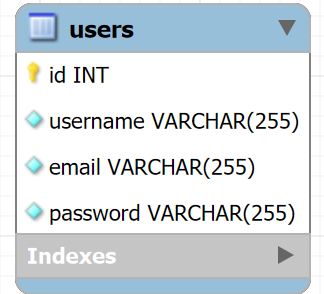 users
id INT
username VARCHAR(255)
email VARCHAR(255)
password VARCHAR(255)
Indexes